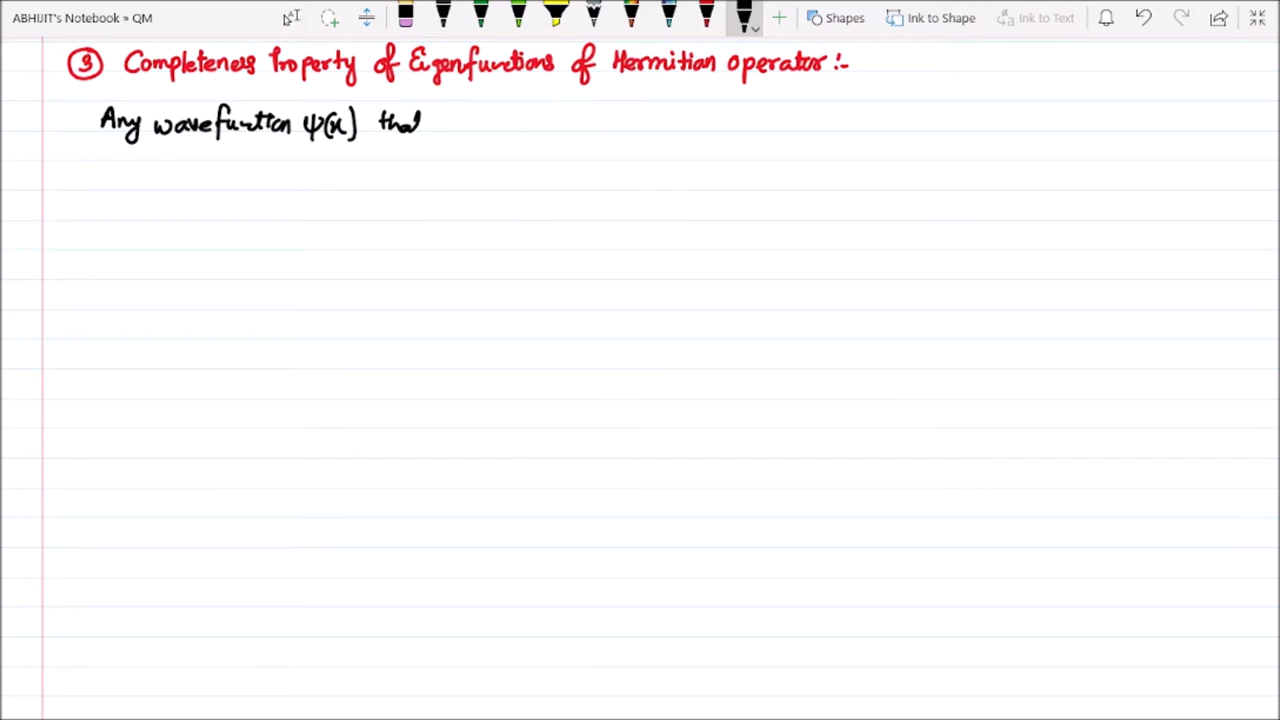 ABHIJIT's Notebook » QM Shapes Ink to Shape Ink to Text
③ Completeness Property of Eigenfunctions of Hermitian operator :-
Any wavefunction ψ(x) that